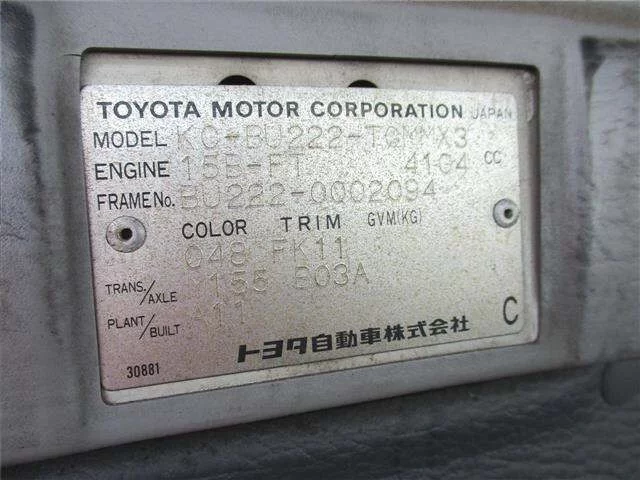 TOYOTA MOTOR CORPORATION JAPAN
MODEL KC-BU222-TCMMX3
ENGINE 15B-FT 4104 CC
FRAME No. BU222-0002094
COLOR TRIM GVM(KG)
048 FK11
TRANS./AXLE B03A
PLANT/BUILT A11
トヨタ自動車株式会社 C
30881